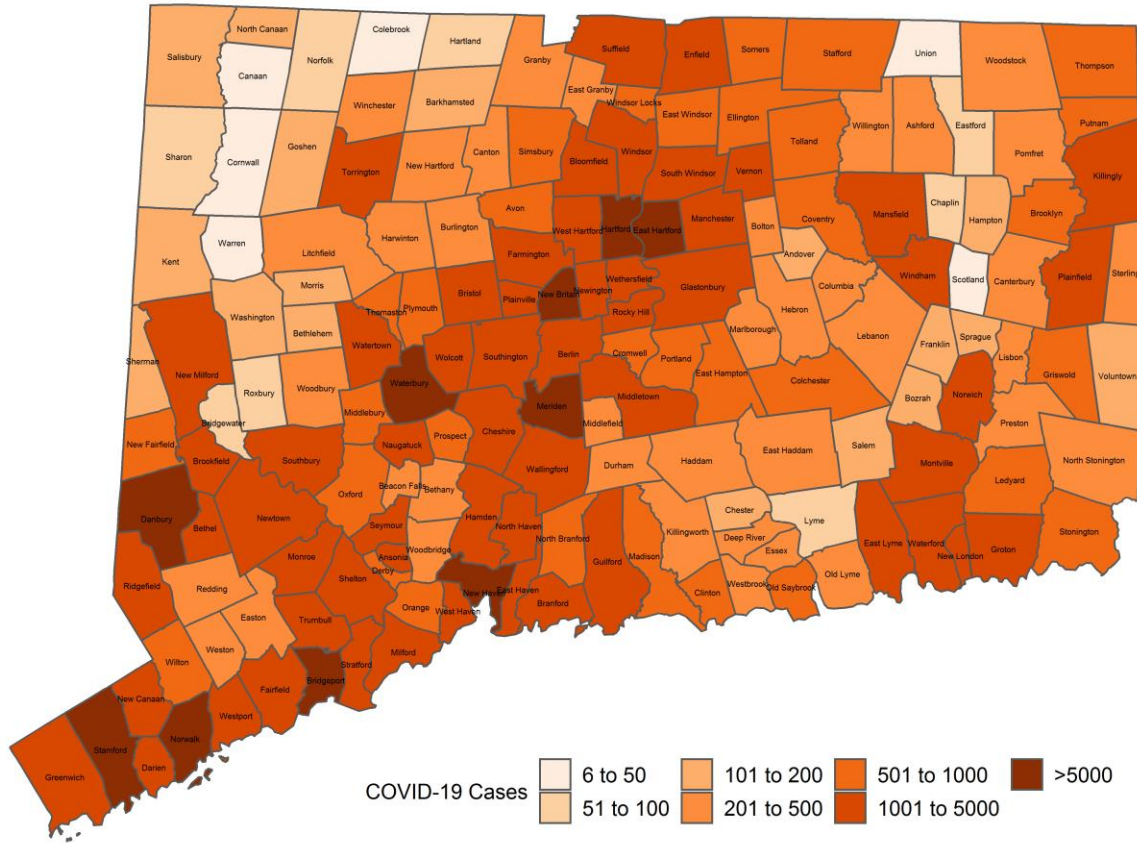 Colebrook
North Canaan
Hartland
Suffield
Enfield
Somers
Stafford
Union
Salisbury
Norfolk
Granby
Woodstock
Thompson
Canaan
East Granby
Winchester
Barkhamsted
Windsor Locks
East Windsor
Ellington
Willington
Ashford
Eastford
Putnam
Sharon
Cornwall
Goshen
Torrington
New Hartford
Canton
Simsbury
Bloomfield
Windsor
South Windsor
Vernon
Tolland
Pomfret
Killingly
Mansfield
Chaplin
Hampton
Brooklyn
Kent
Warren
Litchfield
Harwinton
Burlington
Avon
West Hartford
Hartford
East Hartford
Manchester
Bolton
Coventry
Andover
Windham
Scotland
Canterbury
Plainfield
Sterling
Morris
Farmington
Bristol
Plainville
New Britain
Newington
Wethersfield
Glastonbury
Rocky Hill
Columbia
Hebron
Marlborough
Lebanon
Washington
Bethlehem
Thomaston
Plymouth
Watertown
Wolcott
Southington
Berlin
Cromwell
Portland
East Hampton
Colchester
Franklin
Sprague
Lisbon
Griswold
Voluntown
Sherman
New Milford
Roxbury
Woodbury
Waterbury
Meriden
Middletown
Middlefield
Bozrah
Norwich
Preston
Bridgewater
Middlebury
Naugatuck
Prospect
Cheshire
New Fairfield
Brookfield
Southbury
Wallingford
Durham
Haddam
East Haddam
Salem
Montville
North Stonington
Oxford
Beacon Falls
Bethany
Ledyard
Danbury
Bethel
Newtown
Seymour
Hamden
North Haven
Chester
Lyme
Woodbridge
North Branford
Killingworth
Deep River
Essex
East Lyme
Waterford
New London
Groton
Stonington
Monroe
Ansonia
Derby
Guilford
Madison
Ridgefield
Redding
Shelton
New Haven
East Haven
Branford
Clinton
Westbrook
Old Saybrook
Old Lyme
Easton
Trumbull
Orange
West Haven
Weston
Wilton
Milford
Stratford
Bridgeport
New Canaan
Fairfield
Westport
Norwalk
Stamford
Darien
Greenwich
COVID-19 Cases
6 to 50
101 to 200
501 to 1000
>5000
51 to 100
201 to 500
1001 to 5000